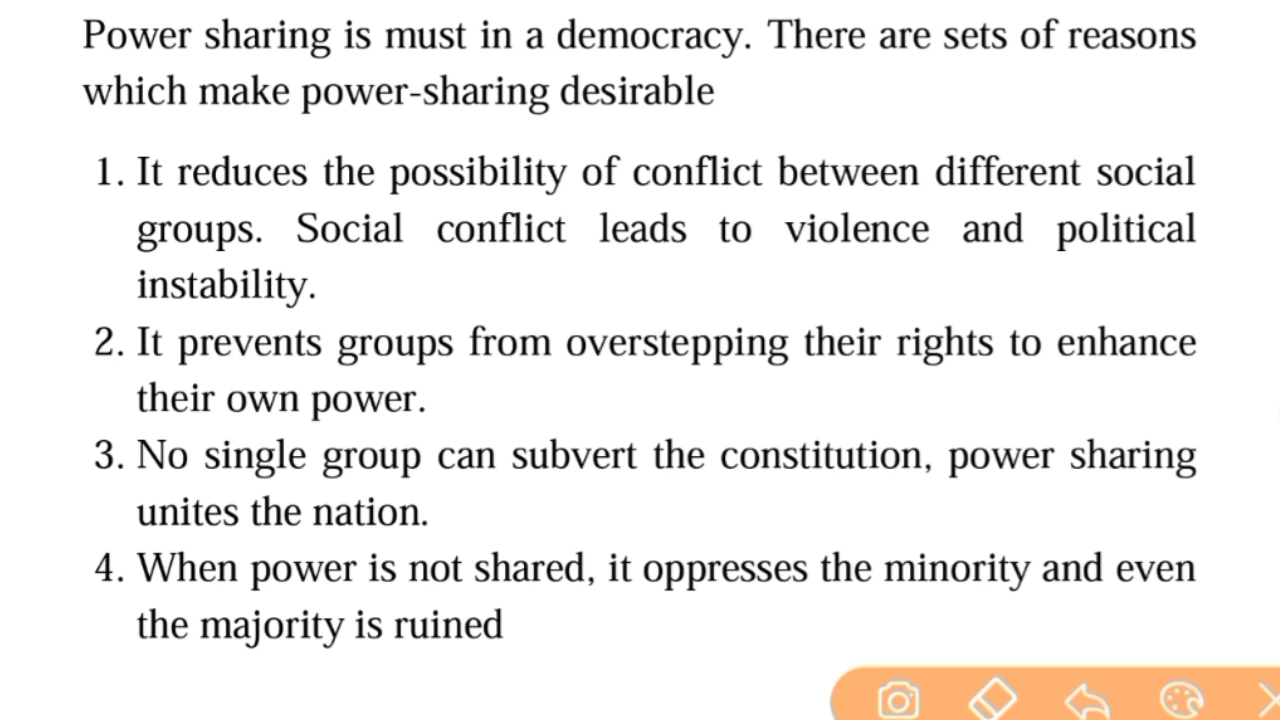 Power sharing is must in a democracy. There are sets of reasons
which make power-sharing desirable
1. It reduces the possibility of conflict between different social
groups. Social conflict leads to violence and political
instability.
2. It prevents groups from overstepping their rights to enhance
their own power.
3. No single group can subvert the constitution, power sharing
unites the nation.
4. When power is not shared, it oppresses the minority and even
the majority is ruined